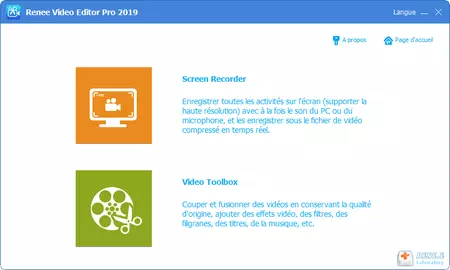 Renee Video Editor Pro 2019
Langue
A propos
Page d'accueil
Screen Recorder
Enregistrer toutes les activités sur l'écran (supporter la
haute résolution) avec à la fois le son du PC ou du
microphone, et les enregistrer sous le fichier de vidéo
compressé en temps réel.
Video Toolbox
Couper et fusionner des vidéos en conservant la qualité
d'origine, ajouter des effets vidéo, des filtres, des
filigranes, des titres, de la musique, etc.
RENE.E
Laboratory